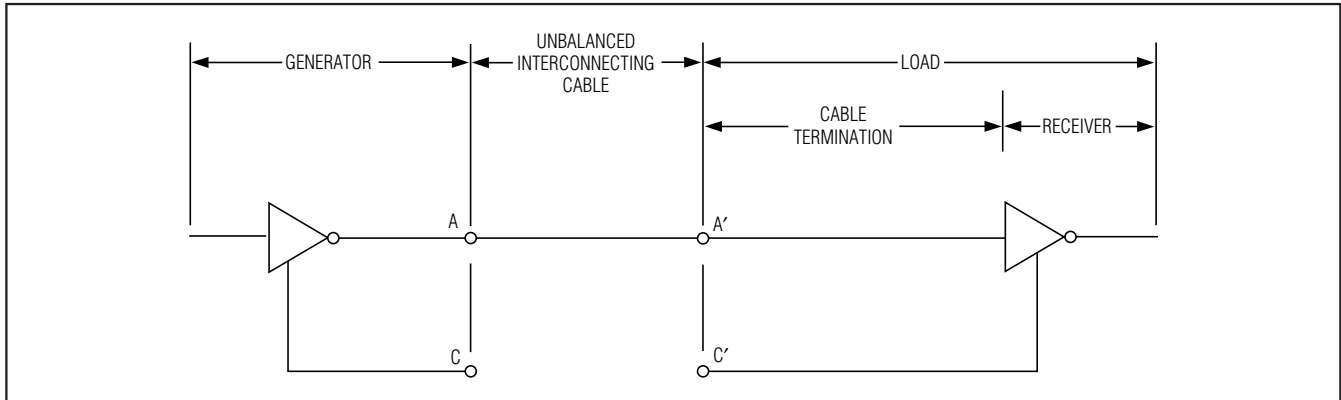 GENERATOR
UNBALANCED
INTERCONNECTING
CABLE
LOAD
CABLE
TERMINATION
RECEIVER
A
A′
C
C′